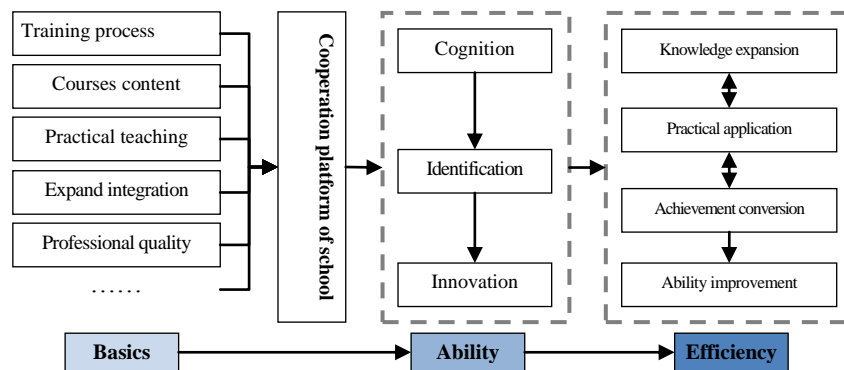 Training process
Courses content
Practical teaching
Expand integration
Professional quality
……
Cooperation platform of school
Cognition
Identification
Innovation
Knowledge expansion
Practical application
Achievement conversion
Ability improvement
Basics
Ability
Efficiency